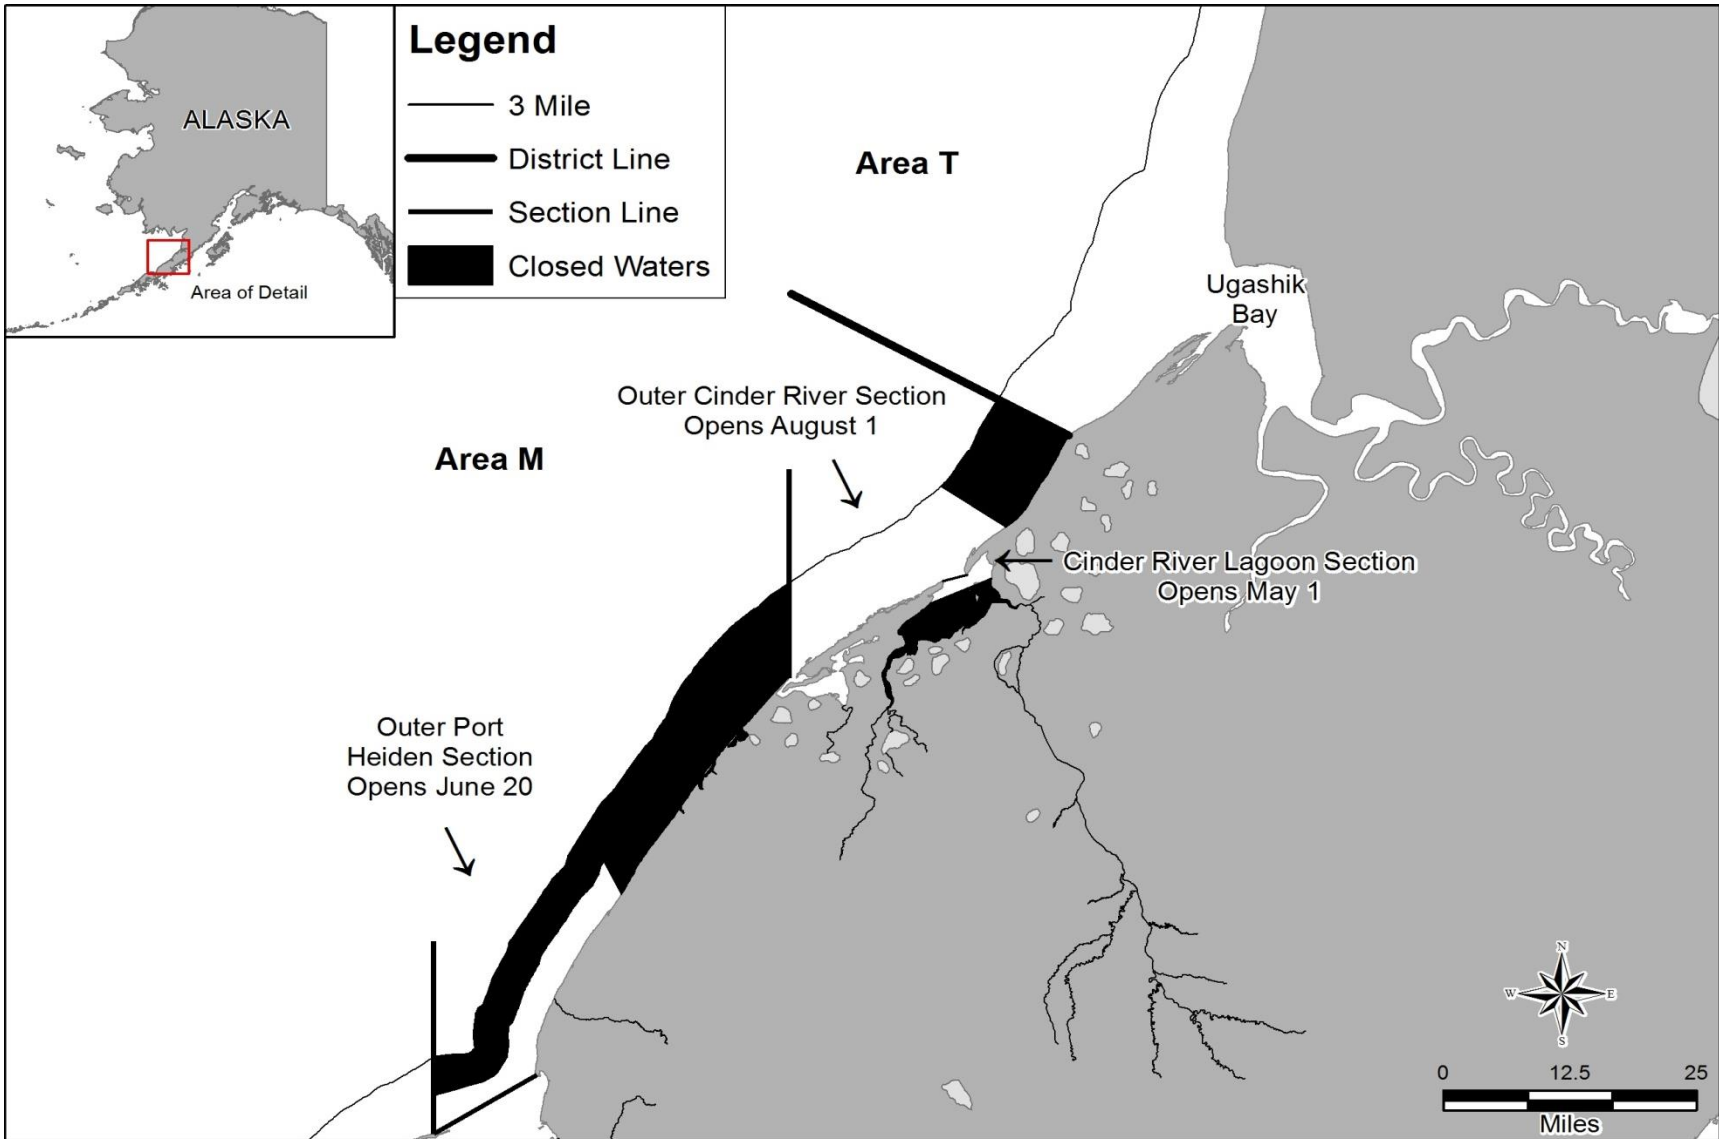 ALASKA
Area of Detail
Legend
3 Mile
District Line
Section Line
Closed Waters
Area T
Ugashik
Bay
Outer Cinder River Section
Opens August 1
Area M
Cinder River Lagoon Section
Opens May 1
Outer Port
Heiden Section
Opens June 20
N
W
E
S
0 12.5 25
Miles